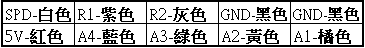 SPD-白色 R1-紫色 R2-灰色 GND-黑色 GND-黑色
5V-紅色 A4-藍色 A3-綠色 A2-黃色 A1-橘色